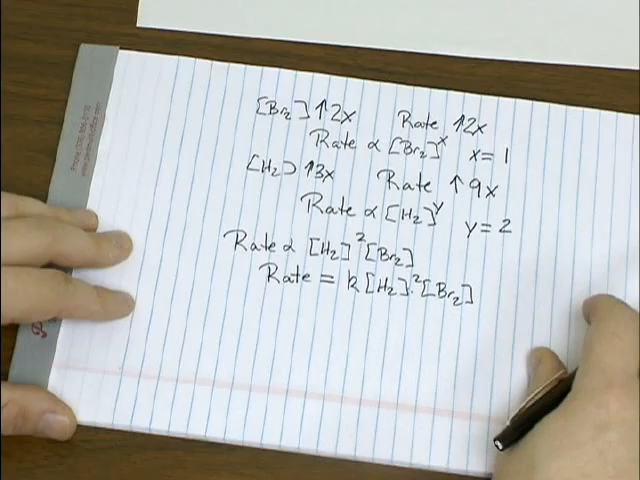 [Br₂] ↑2x Rate ↑2x
Rate ∝ [Br₂]ˣ x = 1
[H₂] ↑3x Rate ↑ 9x
Rate ∝ [H₂]ʸ y = 2
Rate ∝ [H₂]²[Br₂]
Rate = k[H₂]²[Br₂]